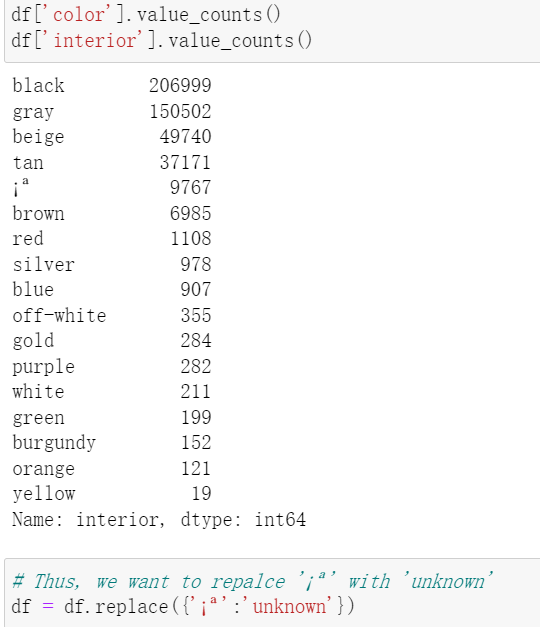 df['color'].value_counts()
df['interior'].value_counts()
black 206999
gray 150502
beige 49740
tan 37171
¡ª 9767
brown 6985
red 1108
silver 978
blue 907
off-white 355
gold 284
purple 282
white 211
green 199
burgundy 152
orange 121
yellow 19
Name: interior, dtype: int64
# Thus, we want to repalce '¡ª' with 'unknown'
df = df.replace({'¡ª':'unknown'})